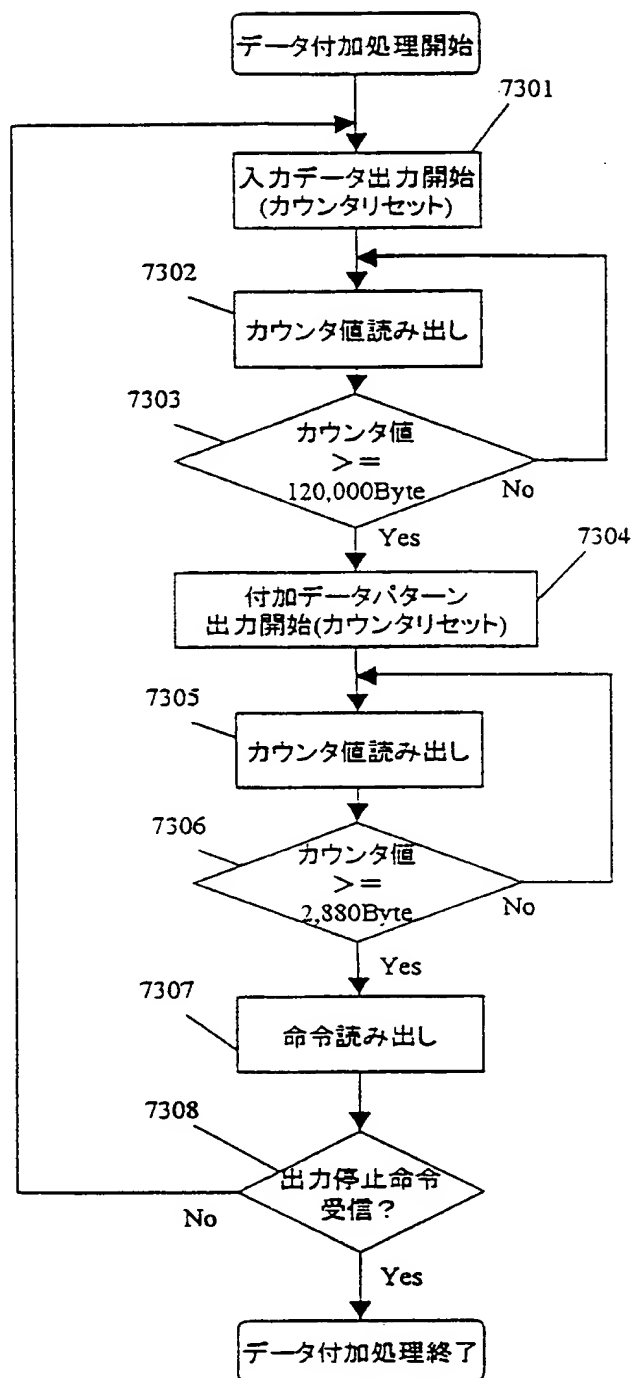 データ付加処理開始
7301
入力データ出力開始
(カウンタリセット)
7302
カウンタ値読み出し
7303
カウンタ値
>=
120,000Byte
No
Yes
7304
付加データパターン
出力開始(カウンタリセット)
7305
カウンタ値読み出し
7306
カウンタ値
>=
2,880Byte
No
Yes
7307
命令読み出し
7308
出力停止命令
受信?
No
Yes
データ付加処理終了